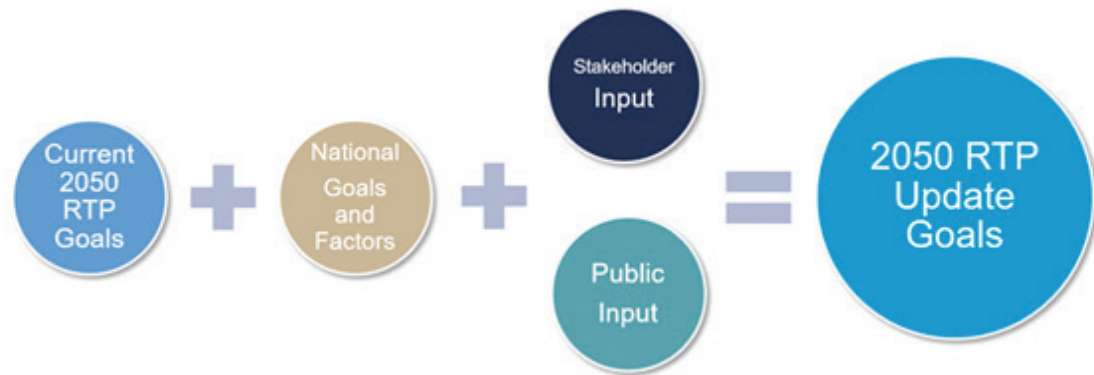 Current
2050
RTP
Goals
National
Goals
and
Factors
Stakeholder
Input
Public
Input
2050 RTP
Update
Goals